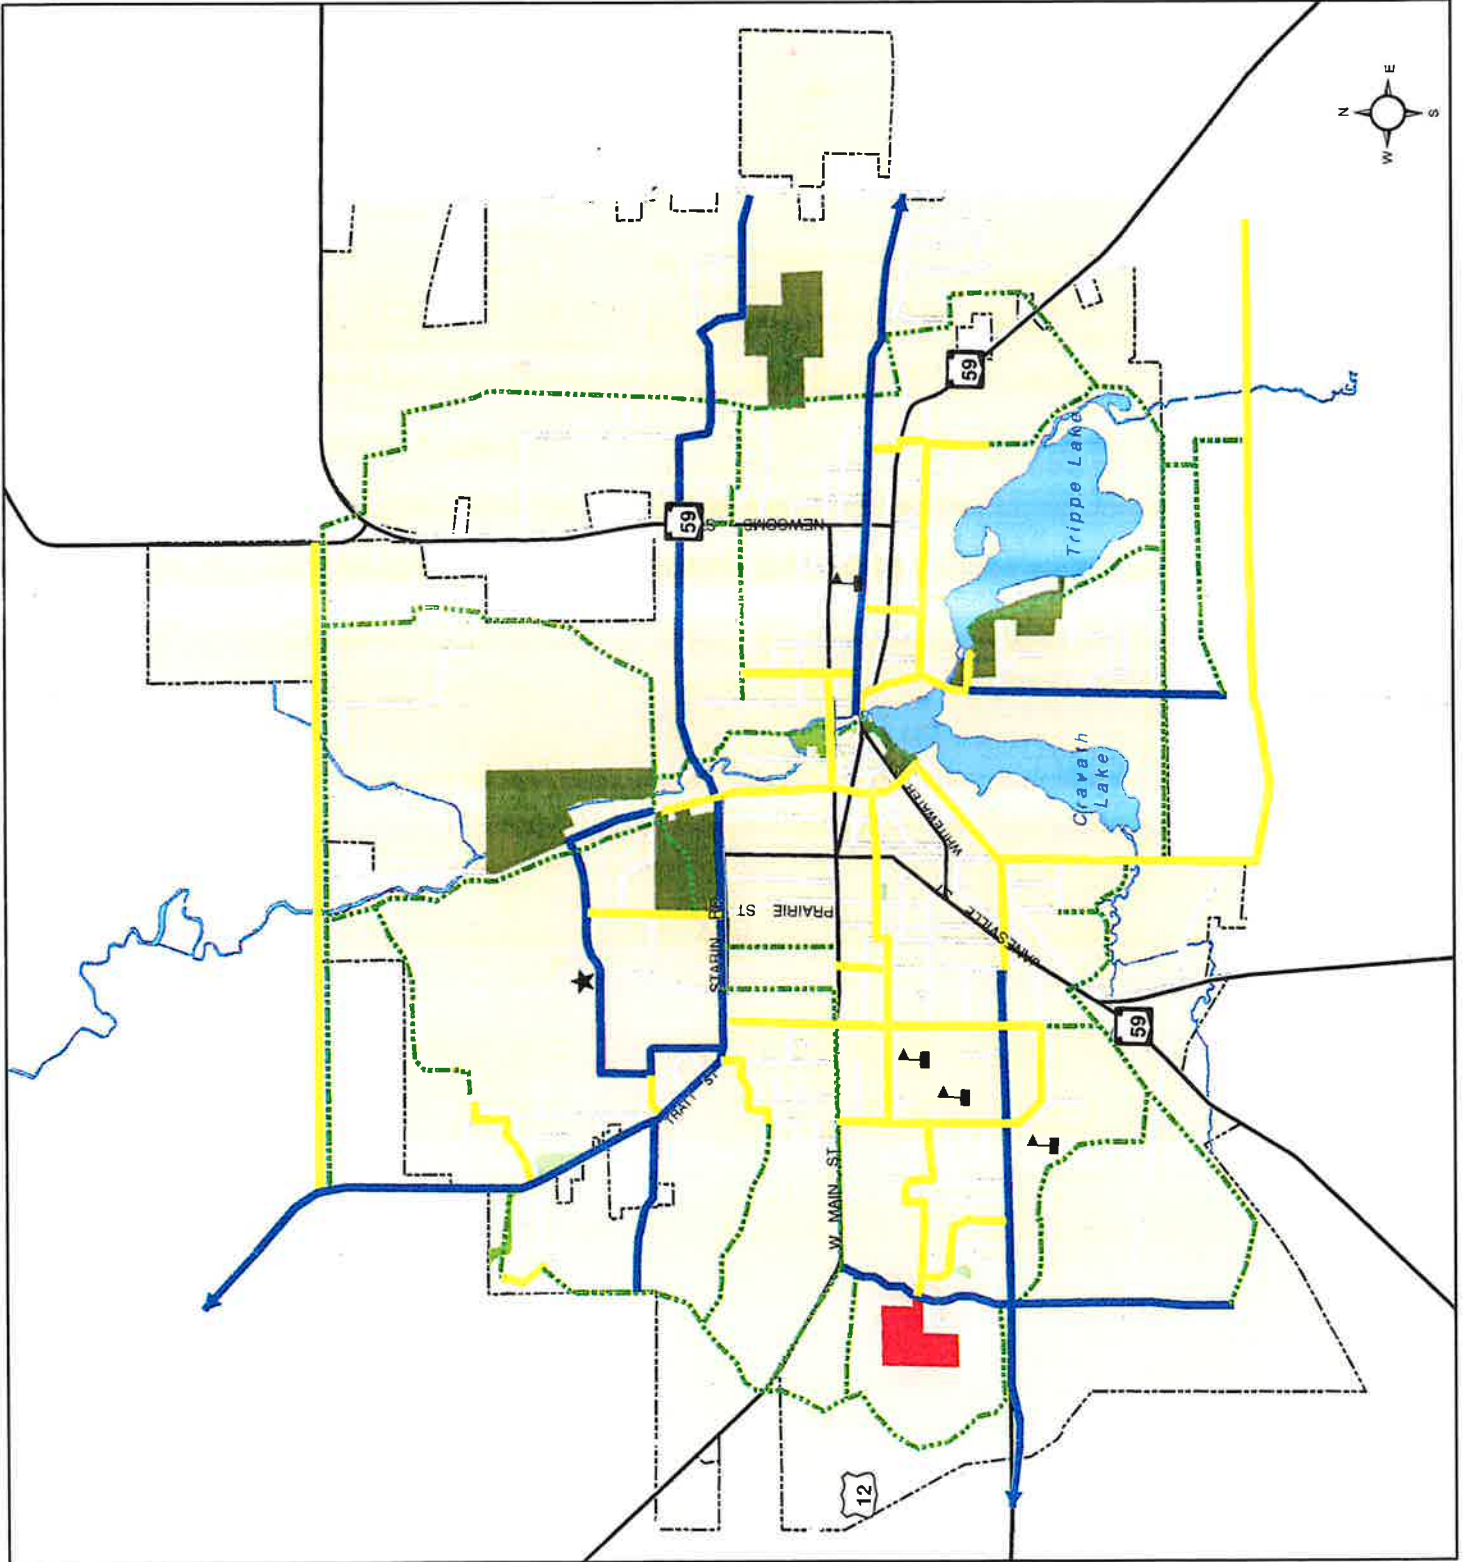 N
E
W
S
59
NEWCOMB S
59
Trippe Lake
Cravath
Lake
WHITEWATER
ST
JANESVILLE
PRAIRIE ST
STARIN RD
TRATT ST
W. MAIN ST
59
12